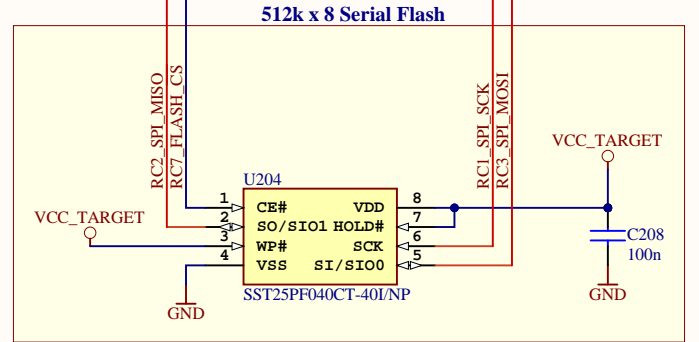 512k x 8 Serial Flash
RC2_SPI_MISO
RC7_FLASH_CS
RC1_SPI_SCK
RC3_SPI_MOSI
VCC_TARGET
U204
VCC_TARGET
1 CE# VDD 8
2 SO/SIO1 HOLD# 7
3 WP# SCK 6
4 VSS SI/SIO0 5
C208
100n
SST25PF040CT-40I/NP
GND
GND